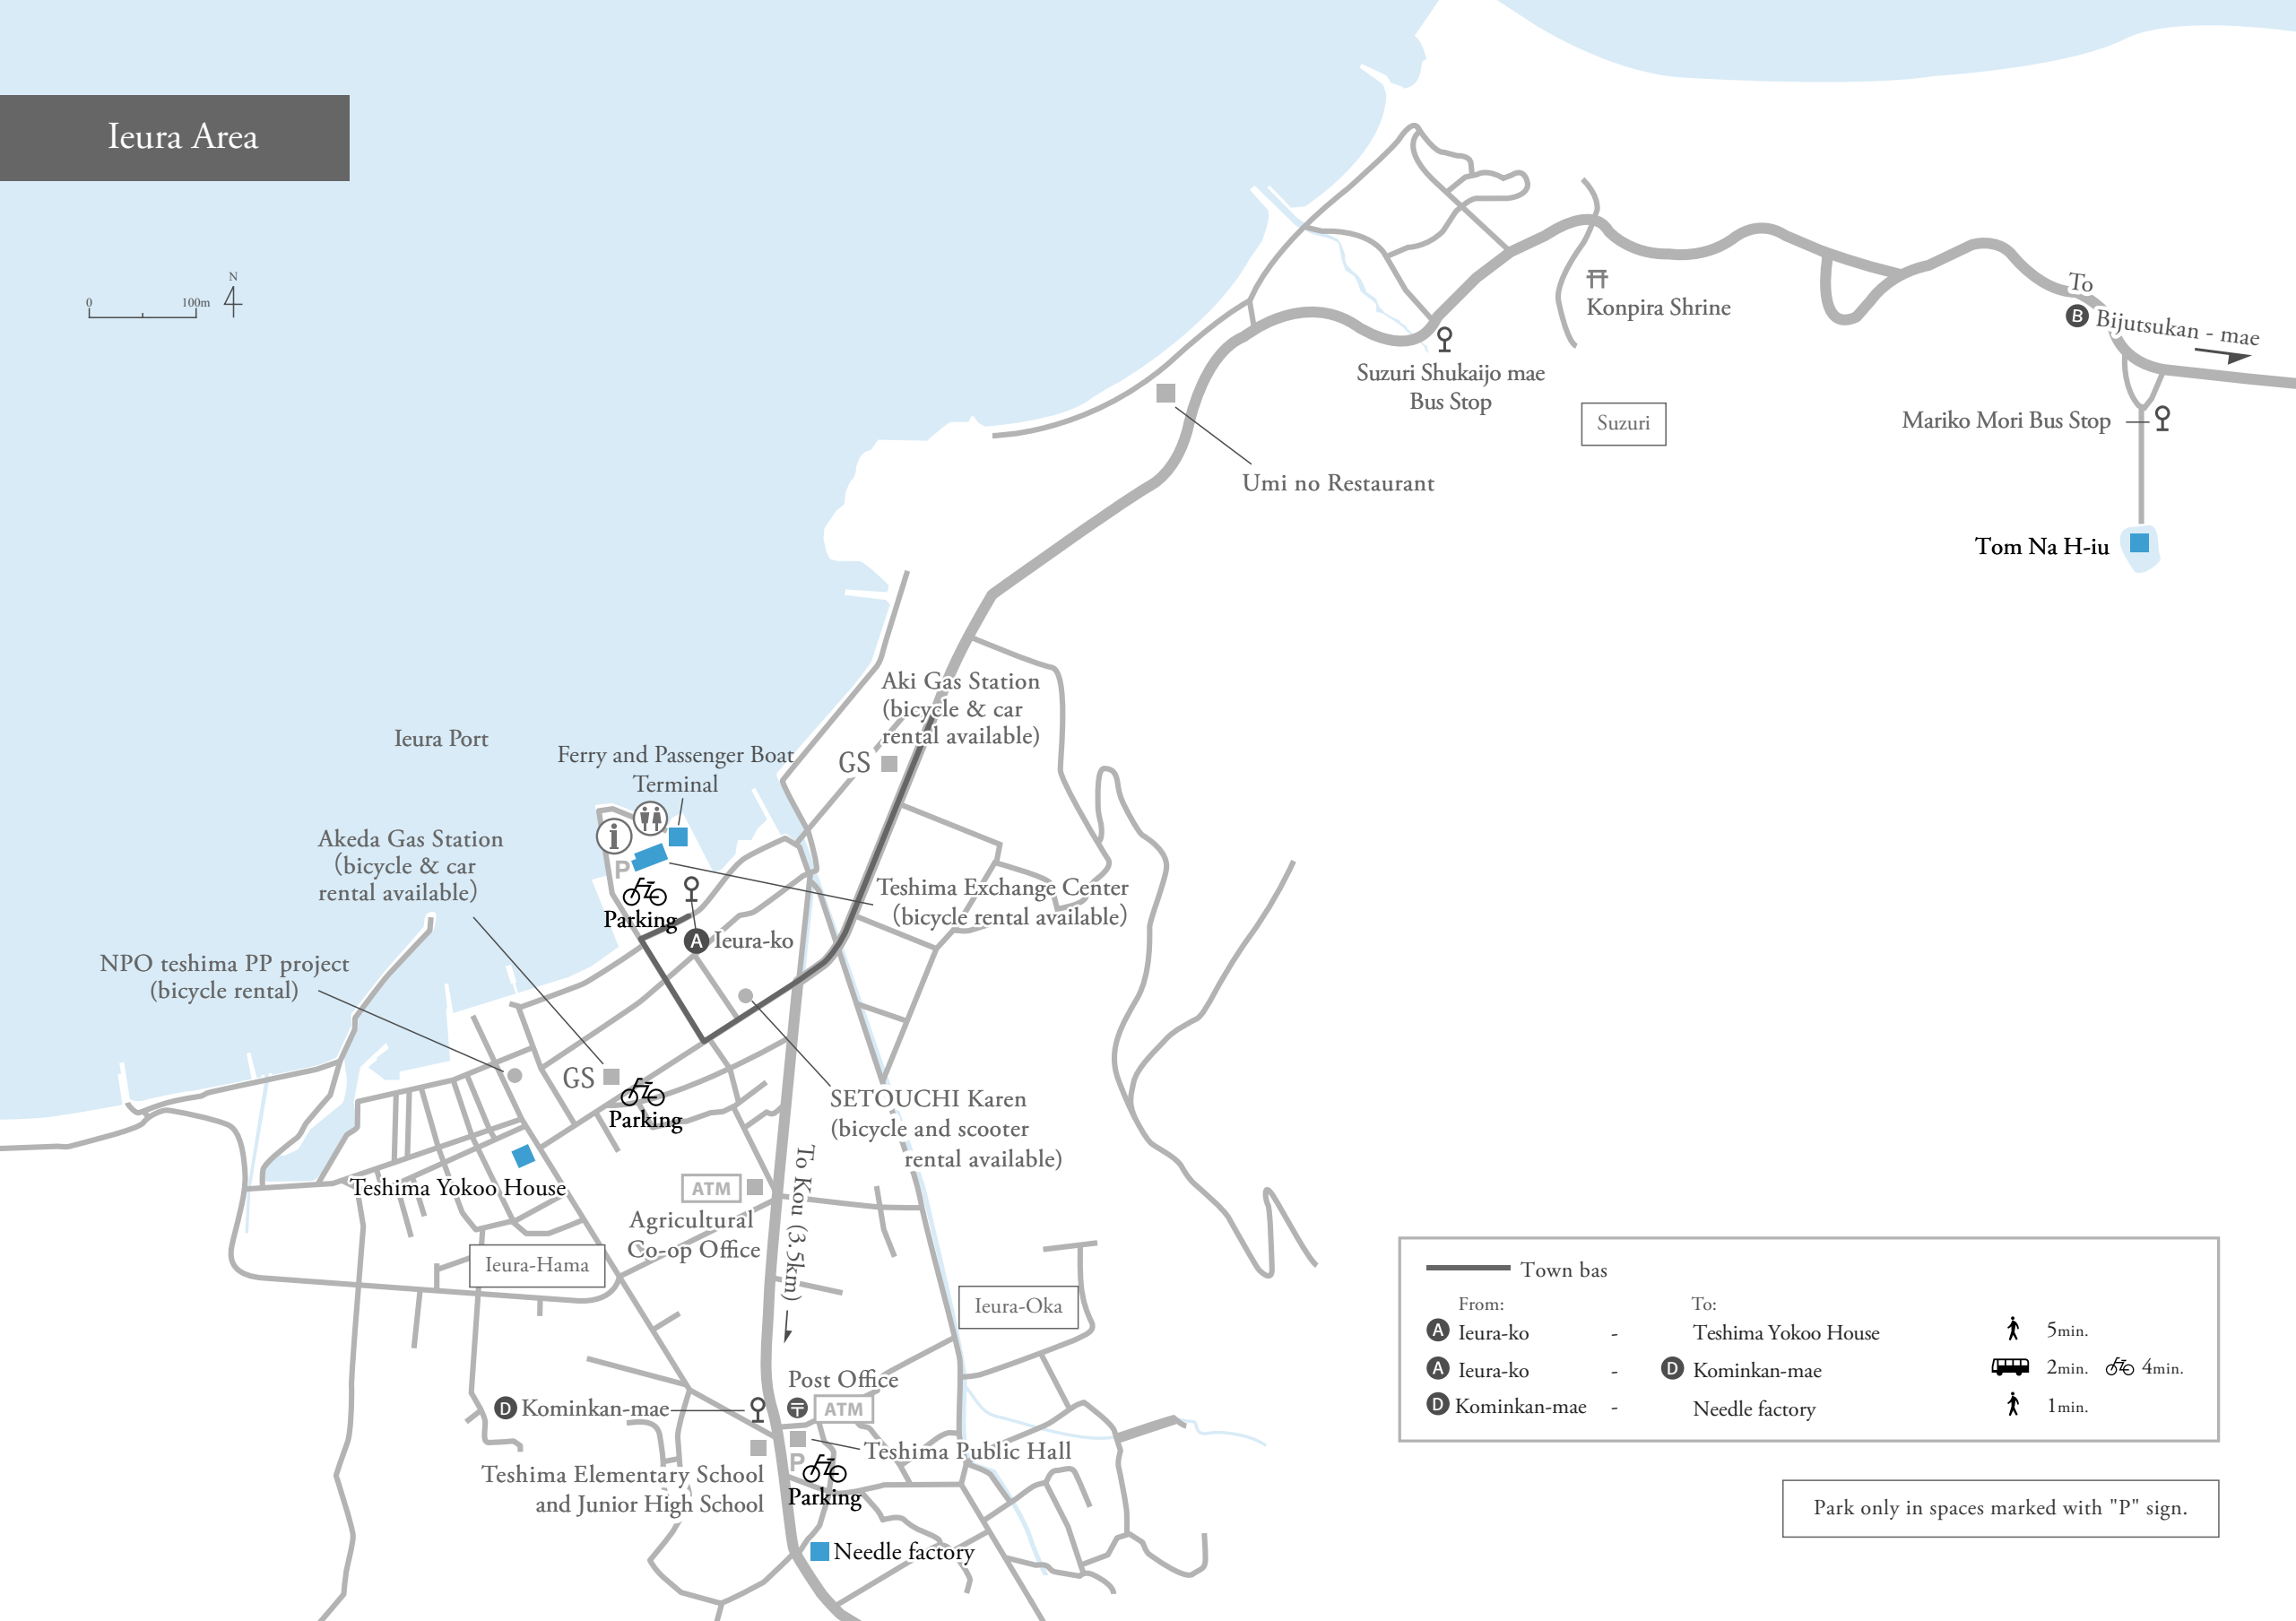 Ieura Area
N
0
100m
To
B Bijutsukan - mae
Konpira Shrine
Suzuri Shukaijo mae
Bus Stop
Suzuri
Mariko Mori Bus Stop
Umi no Restaurant
Tom Na H-iu
Aki Gas Station
(bicycle & car
rental available)
GS
Ieura Port
Ferry and Passenger Boat
Terminal
i
P
Parking
Akeda Gas Station
(bicycle & car
rental available)
Teshima Exchange Center
(bicycle rental available)
A Ieura-ko
NPO teshima PP project
(bicycle rental)
GS
Parking
SETOUCHI Karen
(bicycle and scooter
rental available)
To Kou (3.5km)
Teshima Yokoo House
ATM
Agricultural
Co-op Office
Ieura-Hama
Ieura-Oka
Post Office
〒
ATM
D Kominkan-mae
Teshima Public Hall
P
Parking
Teshima Elementary School
and Junior High School
Needle factory
Town bas
From: To:
A Ieura-ko - Teshima Yokoo House 5min.
A Ieura-ko - D Kominkan-mae 2min. 4min.
D Kominkan-mae - Needle factory 1min.
Park only in spaces marked with "P" sign.